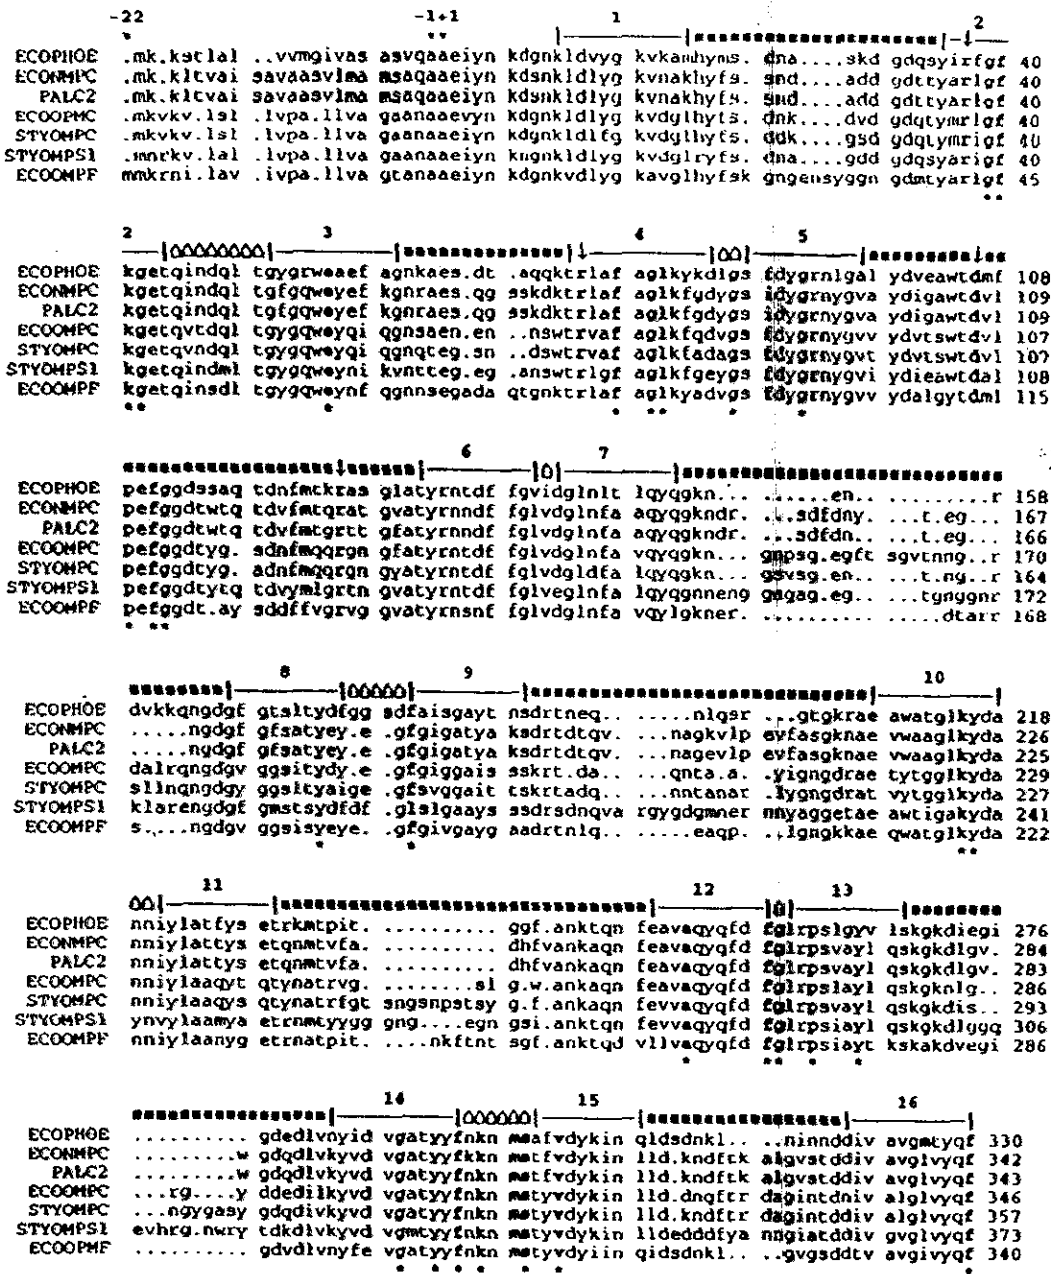 -22 -1+1 1 2
ECOPHOE .mk.kstlal ..vvmgivas asvqaaeiyn kdgnkldvyg kvkamhyms. dna....skd gdqsyirfgf 40
ECONMPC .mk.kltvai savaasvlma msaqaaeiyn kdsnkldlyg kvnakhyfs. snd....add gdttyarlgf 40
PALC2 .mk.kltvai savaasvlma msaqaaeiyn kdsnkldlyg kvnakhyfs. snd....add gdttyarlgf 40
ECOOPMC .mkvkv.lsl .lvpa.llva gaanaaevyn kdgnkldlyg kvdglhyfs. dnk....dvd gdqtymrlgf 40
STYOMPC .mkvkv.lsl .lvpa.llva gaanaaeiyn kdgnkldlfg kvdglhyfs. ddk....gsd gdqtymrigf 40
STYOMPS1 .mnrkv.lal .lvpa.llva gaanaaeiyn kngnkldlyg kvdglryfs. dna....gdd gdqsyarigf 40
ECOOMPF mmkrni.lav .ivpa.llva gtanaaeiyn kdgnkvdlyg kavglhyfsk gngensyggn gdmtyarlgf 45
2 3 4 5
ECOPHOE kgetqindql tgygrweaef agnkaes.dt .aqqktrlaf aglkykdlgs fdygrnlgal ydveawtdmf 108
ECONMPC kgetqindql tgfgqweyef kgnraes.qg sskdktrlaf aglkfgdygs idygrnygva ydigawtdvl 109
PALC2 kgetqindql tgfgqweyef kgnraes.qg sskdktrlaf aglkfgdygs idygrnygva ydigawtdvl 109
ECOOMPC kgetqvtdql tgygqweyqi qgnsaen.en ..nswtrvaf aglkfqdvgs fdygrnygvv ydvtswtdvl 107
STYOMPC kgetqvndql tgygqweyqi qgnqteg.sn ..dswtrvaf aglkfadags fdygrnygvt ydvtswtdvl 107
STYOMPS1 kgetqindml tgygqweyni kvntteg.eg .answtrlgf aglkfgeygs fdygrnygvi ydieawtdal 108
ECOOMPF kgetqinsdl tgygqweynf qgnnsegada qtgnktrlaf aglkyadvgs fdygrnygvv ydalgytdml 115
6 7
ECOPHOE pefggdssaq tdnfmtkras glatyrntdf fgvidglnlt lqyqgkn... .......en.. .........r 158
ECONMPC pefggdtwtq tdvfmtqrat gvatyrnndf fglvdglnfa aqyqgkndr. ...sdfdny. ...t.eg... 167
PALC2 pefggdtwtq tdvfmtgrtt gfatyrnndf fglvdglnfa aqyqgkndr. ...sdfdn.. ...t.eg... 166
ECOOMPC pefggdtyg. sdnfmqqrgn gfatyrntdf fglvdglnfa vqyqgkn... gnpsg.egft sgvtnng..r 170
STYOMPC pefggdtyg. adnfmqqrgn gyatyrntdf fglvdgldfa lqyqgkn... gsvsg.en.. ...t.ng..r 164
STYOMPS1 pefggdtytq tdvymlgrtn gvatyrntdf fglveglnfa lqyqgnneng gagag.eg.. ...tgnggnr 172
ECOOMPF pefggdt.ay sddffvgrvg gvatyrnsnf fglvdglnfa vqylgkner. .......... .....dtarr 168
8 9 10
ECOPHOE dvkkqngdgf gtsltydfgg sdfaisgayt nsdrtneq.. .....nlqsr ...gtgkrae awatglkyda 218
ECONMPC .....ngdgf gfsatyey.e .gfgigatya ksdrtdtqv. ...nagkvlp evfasgknae vwaaglkyda 226
PALC2 .....ngdgf gfsatyey.e .gfgigatya ksdrtdtqv. ...nagevlp evfasgknae vwaaglkyda 225
ECOOMPC dalrqngdgv ggsitydy.e .gfgiggais sskrt.da.. ...qnta.a. .yigngdrae tytgglkyda 229
STYOMPC sllnqngdgy ggsltyaige .gfsvggait tskrtadq.. ...nntanar .lygngdrat vytgglkyda 227
STYOMPS1 klarengdgf gmstsydfdf .glslgaays ssdrsdnqva rgygdgmner nnyaggetae awtigakyda 241
ECOOMPF s.....ngdgv ggsisyeye. .gfgivgayg aadrtnlq.. .....eaqp. ..lgngkkae qwatglkyda 222
11 12 13
ECOPHOE nniylatfys etrkmtpit. .......... ggf.anktqn feavaqyqfd fglrpslgyv lskgkdiegi 276
ECONMPC nniylattys etqnmtvfa. .......... dhfvankaqn feavaqyqfd fglrpsvayl qskgkdlgv. 284
PALC2 nniylattys etqnmtvfa. .......... dhfvankaqn feavaqyqfd fglrpsvayl qskgkdlgv. 283
ECOOMPC nniylaaqyt qtynatrvg. ........sl g.w.ankaqn feavaqyqfd fglrpslayl qskgknlg.. 286
STYOMPC nniylaaqys qtynatrfgt sngsnpstsy g.f.ankaqn fevvaqyqfd fglrpsvayl qskgkdis.. 293
STYOMPS1 ynvylaamya etrnmtyygg gng....egn gsi.anktqn fevvaqyqfd fglrpsiayl qskgkdlggq 306
ECOOMPF nniylaanyg etrnatpit. ....nkftnt sgf.anktqd vllvaqyqfd fglrpsiayt kskakdvegi 286
14 15 16
ECOPHOE .......... gdedlvnyid vgatyyfnkn msafvdykin qldsdnkl.. .ninnddiv avgmtyqf 330
ECONMPC .........w gdqdlvkyvd vgatyyfkkn mstfvdykin lld.kndftk algvstddiv avglvyqf 342
PALC2 .........w gdqdlvkyvd vgatyyfnkn mstfvdykin lld.kndftk algvstddiv avglvyqf 343
ECOOMPC ...rg....y ddedilkyvd vgatyyfnkn mstyvdykin lld.dnqftr dagintdniv alglvyqf 346
STYOMPC ...ngygasy gdqdivkyvd vgatyyfnkn mstyvdykin lld.kndftr dagintddiv alglvyqf 357
STYOMPS1 evhrg.nwry tdkdlvkyvd vgmtyyfnkn mstyvdykin lldedddfya nngiatddiv gvglvyqf 373
ECOOPMF .......... gdvdlvnyfe vgatyyfnkn mstyvdyiin qidsdnkl.. .gvgsddtv avgivyqf 340